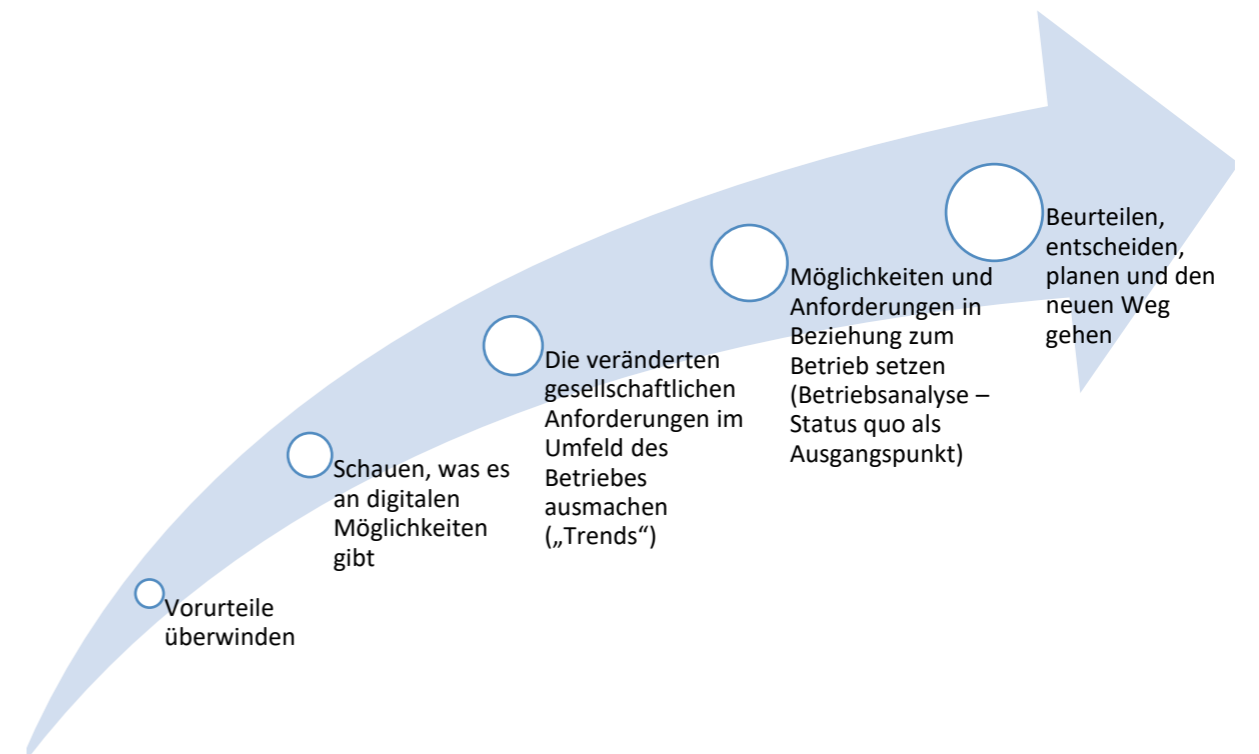 Vorurteile
überwinden
Schauen, was es
an digitalen
Möglichkeiten
gibt
Die veränderten
gesellschaftlichen
Anforderungen im
Umfeld des
Betriebes
ausmachen
(„Trends“)
Möglichkeiten und
Anforderungen in
Beziehung zum
Betrieb setzen
(Betriebsanalyse –
Status quo als
Ausgangspunkt)
Beurteilen,
entscheiden,
planen und den
neuen Weg
gehen